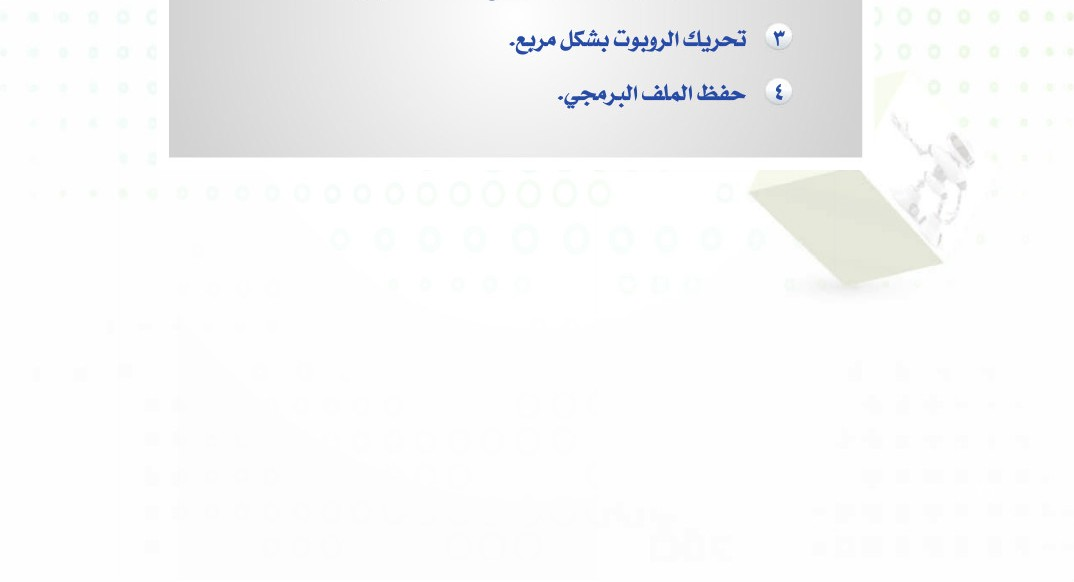 ٣ تحريك الروبوت بشكل مربع.
٤ حفظ الملف البرمجي.